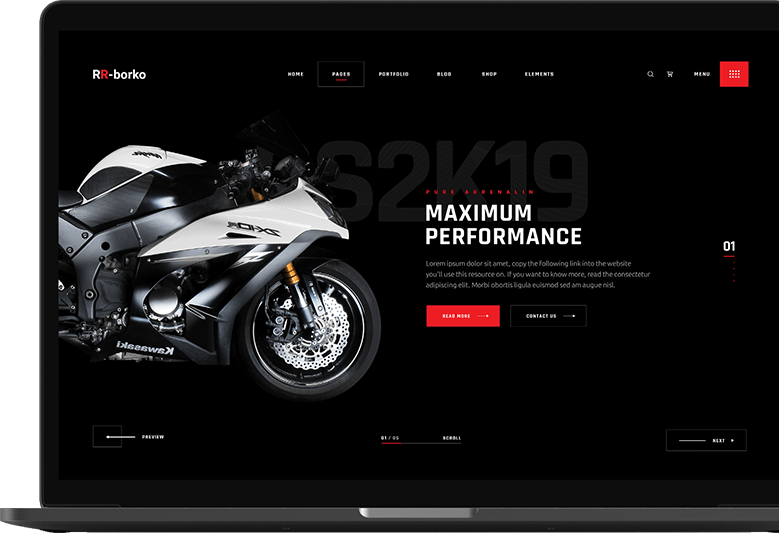 RR-borko
HOME
PAGES
PORTFOLIO
BLOG
SHOP
ELEMENTS
MENU
S2K19
PURE ADRENALIN
MAXIMUM
PERFORMANCE
Lorem ipsum dolor sit amet, copy the following link into the website
you'll use this resource on. If you want to know more, read the consectetur
adipiscing elit. Morbi obortis ligula euismod sed am augue nisl.
READ MORE
CONTACT US
01
ZX-10R
Kawasaki
PREVIEW
01 / 05
SCROLL
NEXT